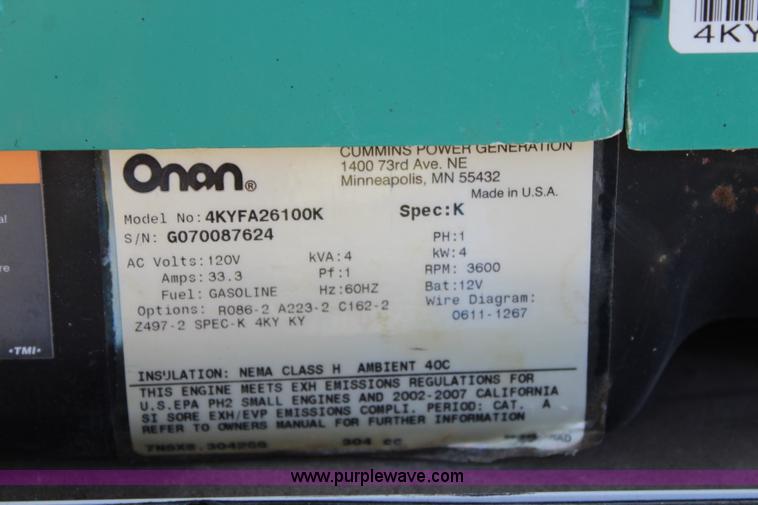 4KY
CUMMINS POWER GENERATION
Onan® 1400 73rd Ave. NE
Minneapolis, MN 55432
Made in U.S.A.
Model No: 4KYFA26100K Spec:K
S/N: G070087624 PH:1
AC Volts: 120V kVA: 4 kW: 4
Amps: 33.3 Pf: 1 RPM: 3600
Fuel: GASOLINE Hz: 60HZ Bat: 12V
Options: R086-2 A223-2 C162-2 Wire Diagram:
Z497-2 SPEC-K 4KY KY 0611-1267
•TMI•
INSULATION: NEMA CLASS H AMBIENT 40C
THIS ENGINE MEETS EXH EMISSIONS REGULATIONS FOR
U.S.EPA PH2 SMALL ENGINES AND 2002-2007 CALIFORNIA
SI SORE EXH/EVP EMISSIONS COMPLI. PERIOD: CAT. A
REFER TO OWNERS MANUAL FOR FURTHER INFORMATION
304 cc
www.purplewave.com